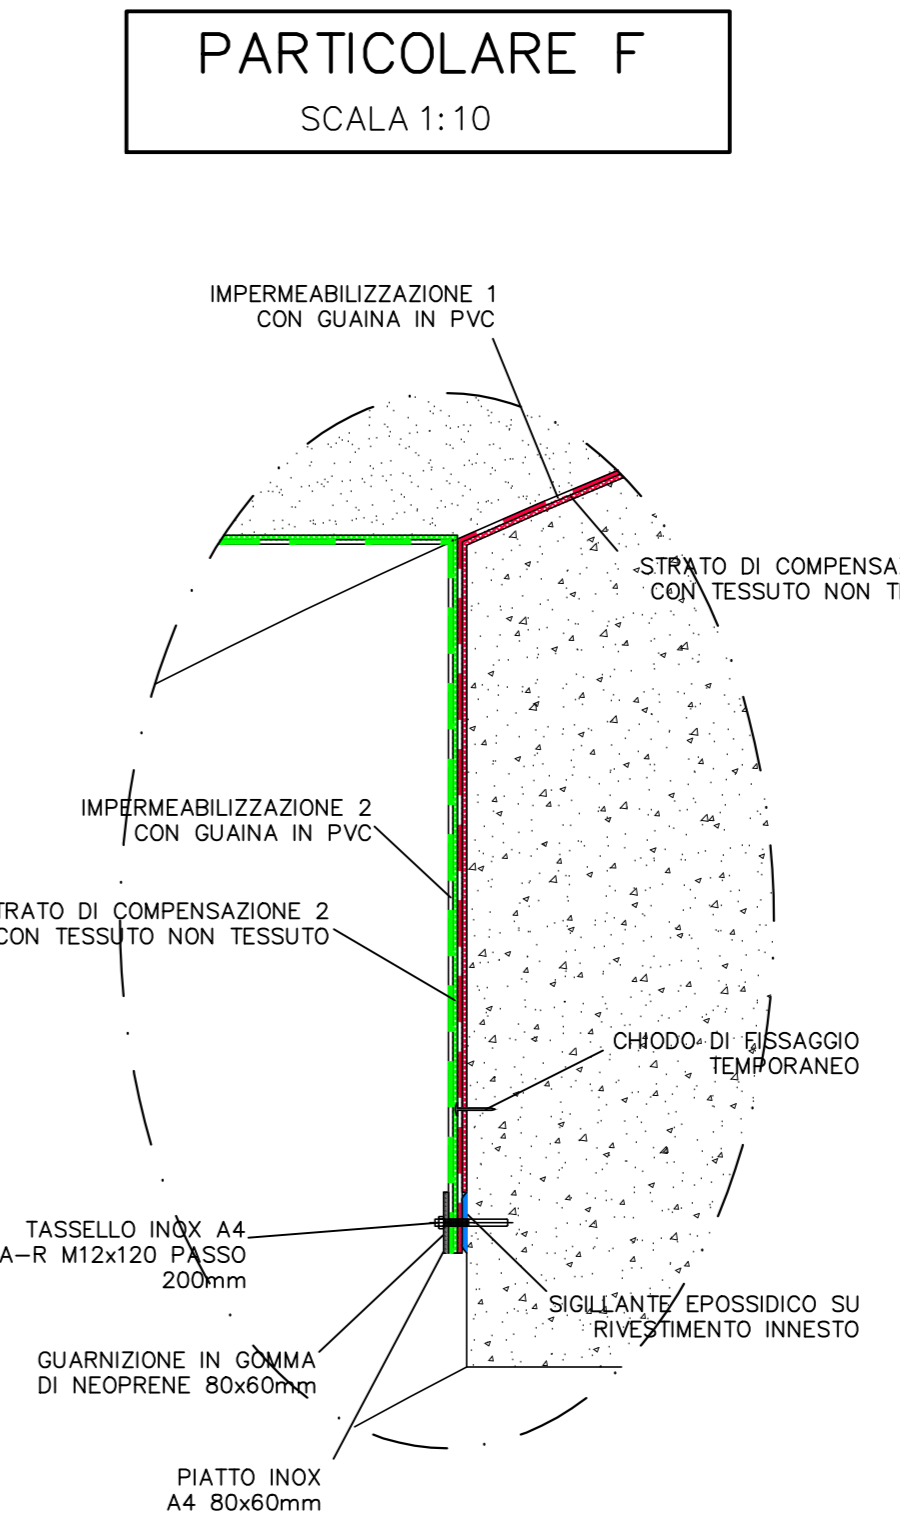 PARTICOLARE F
SCALA 1:10
IMPERMEABILIZZAZIONE 1
CON GUAINA IN PVC
STRATO DI
CON TESSUTO NON
IMPERMEABILIZZAZIONE 2
CON GUAINA IN PVC
DI COMPENSAZIONE 2
CON TESSUTO NON TESSUTO
CHIODO DI FISSAGGIO
TEMPORANEO
TASSELLO INOX A4
A-R M12x120 PASSO
200mm
SIGILLANTE EPOSSIDICO SU
RIVESTIMENTO INNESTO
GUARNIZIONE IN GOMMA
DI NEOPRENE 80x60mm
PIATTO INOX
A4 80x60mm